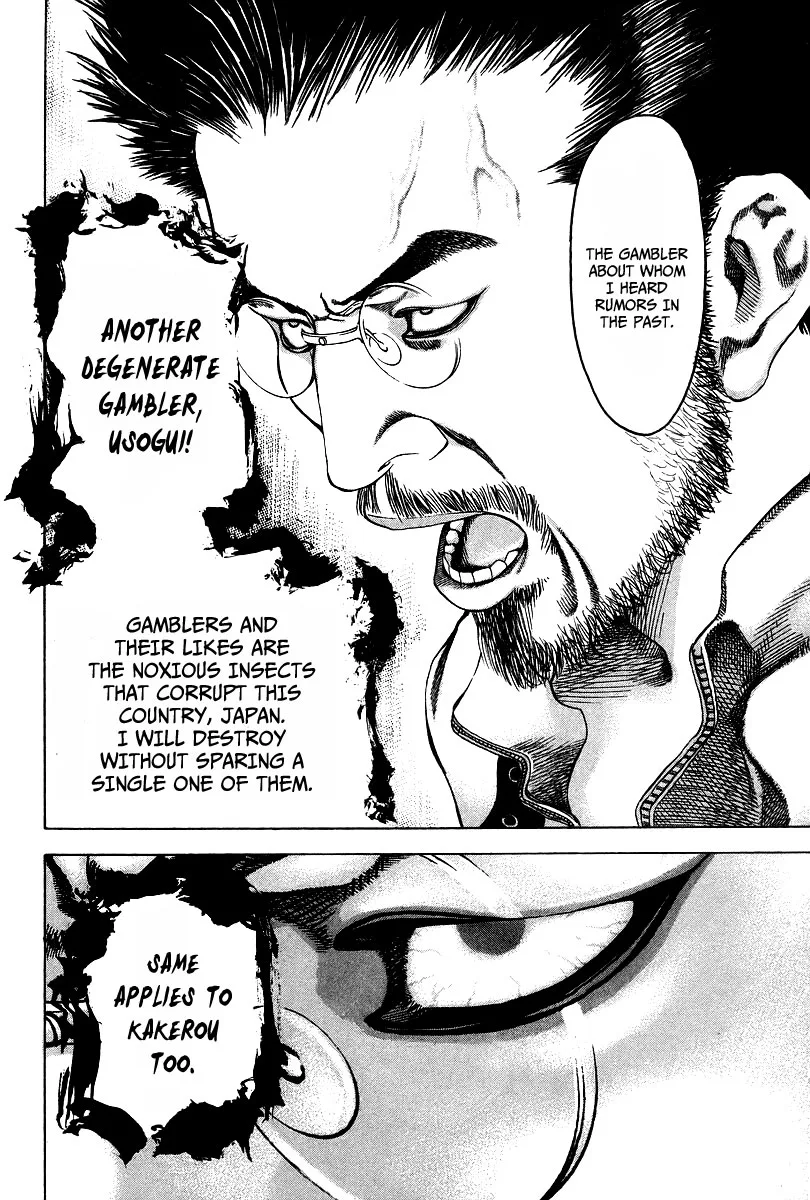 THE GAMBLER
ABOUT WHOM
I HEARD
RUMORS IN
THE PAST.
ANOTHER
DEGENERATE
GAMBLER,
USOGUI!
GAMBLERS AND
THEIR LIKES ARE
THE NOXIOUS INSECTS
THAT CORRUPT THIS
COUNTRY, JAPAN.
I WILL DESTROY
WITHOUT SPARING A
SINGLE ONE OF THEM.
SAME
APPLIES TO
KAKEROU
TOO.